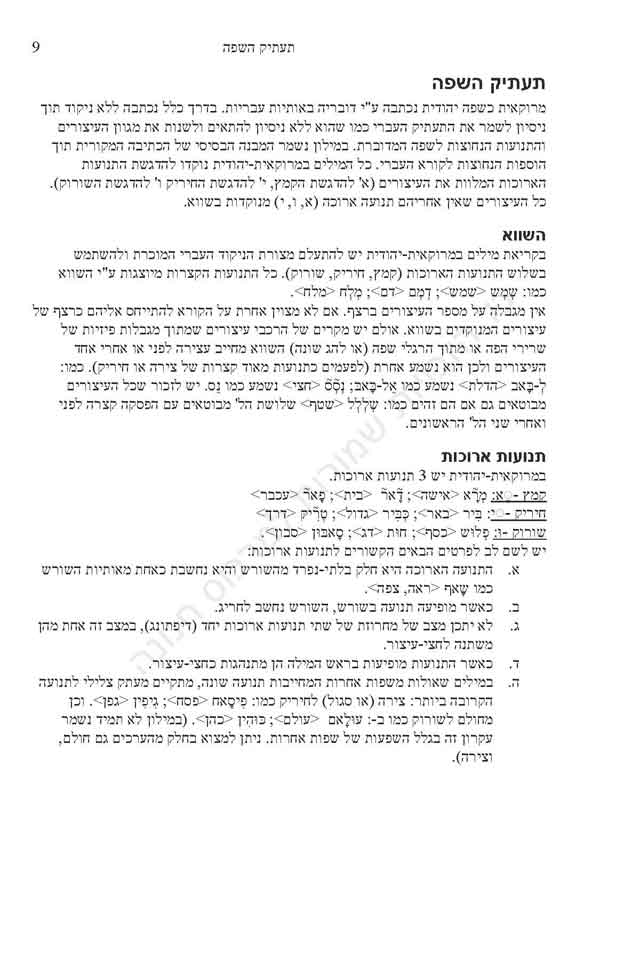 תעתיק השפה 9
תעתיק השפה
מרוקאית כשפה יהודית נכתבה ע"י דובריה באותיות עבריות. בדרך כלל נכתבה ללא ניקוד תוך
ניסיון לשמר את התעתיק העברי כמו שהוא ללא ניסיון להתאים ולשנות את מגוון העיצורים
והתנועות הנחוצות לשפה המדוברת. במילון נשמר המבנה הבסיסי של הכתיבה המקורית תוך
הוספות הנחוצות לקורא העברי. כל המילים במרוקאית-יהודית נוקדו להדגשת התנועות
הארוכות המלוות את העיצורים (א' להדגשת הקמץ, י' להדגשת החיריק ו' להדגשת השורוק).
כל העיצורים שאין אחריהם תנועה ארוכה (א, ו, י) מנוקדות בשווא.
השווא
בקריאת מילים במרוקאית-יהודית יש להתעלם מצורת הניקוד העברי המוכרת ולהשתמש
בשלוש התנועות הארוכות (קמץ, חיריק, שורוק). כל התנועות הקצרות מיוצגות ע"י השווא
כמו: שְמְש <שמש>; דְמְם <דם>; מְלְח <מלח>.
אין מגבלה על מספר העיצורים ברצף. אם לא מצוין אחרת על הקורא להתייחס אליהם כרצף של
עיצורים המנוקדים בשווא. אולם יש מקרים של הרכבי עיצורים שמתוך מגבלות פיזיות של
שרירי הפה או מתוך הרגלי שפה (או להג שונה) השווא מחייב עצירה לפני או אחרי אחד
העיצורים ולכן הוא נשמע אחרת (לפעמים כתנועות מאוד קצרות של צירה או חיריק). כמו:
לְ-בָּאב <הדלת> נשמע כמו אֶל-בָּאב; <חצי> נשמע כמו נֵס. יש לזכור שכל העיצורים
מבוטאים גם אם הם זהים כמו: שְלְלְל <שטף> שלושת הל' מבוטאים עם הפסקה קצרה לפני
ואחרי שני הל' הראשונים.
תנועות ארוכות
במרוקאית-יהודית יש 3 תנועות ארוכות.
קמץ -ָא: מְרָא <אישה>; דָּאר <בית>; פָאר <עכבר>
חיריק -ִי: בִּיר <באר>; כְּבִּיר <גדול>; טְרִיק <דרך>
שורוק -וּ: פְלוּש <כסף>; חוּת <דג>; סָאבּוּן <סבון>.
יש לשם לב לפרטים הבאים הקשורים לתנועות ארוכות:
א. התנועה הארוכה היא חלק בלתי-נפרד מהשורש והיא נחשבת כאחת מאותיות השורש
כמו שָאף <ראה, צפה>.
ב. כאשר מופיעה תנועה בשורש, השורש נחשב לחריג.
ג. לא יתכן מצב של מחרוזת של שתי תנועות ארוכות יחד (דיפתונג), במצב זה אחת מהן
משתנה לחצי-עיצור.
ד. כאשר התנועות מופיעות בראש המילה הן מתנהגות כחצי-עיצור.
ה. במילים שאולות משפות אחרות המחייבות תנועה שונה, מתקיים מעתק צלילי לתנועה
הקרובה ביותר: צירה (או סגול) לחיריק כמו: פִּיסָאח <פסח>; גִיפִין <גפן>. וכן
מחולם לשורוק כמו ב-: עוּלָאם <עולם>; כּוּהִין <כהן>. (במילון לא תמיד נשמר
עקרון זה בגלל השפעות של שפות אחרות. ניתן למצוא בחלק מהערכים גם חולם,
וצירה).